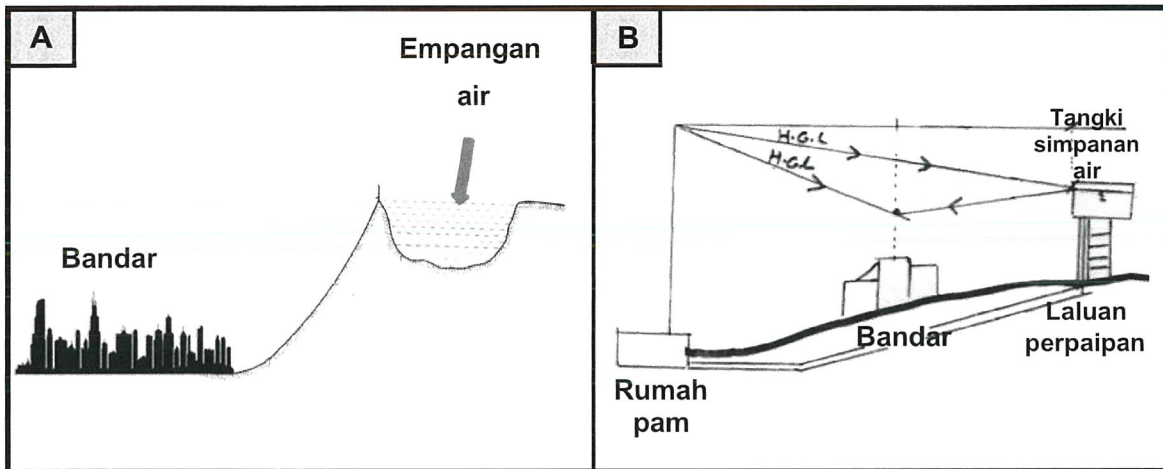 A
Empangan
air
Bandar
B
H.G.L
H.G.L
Tangki
simpanan
air
Bandar
Laluan
perpaipan
Rumah
pam